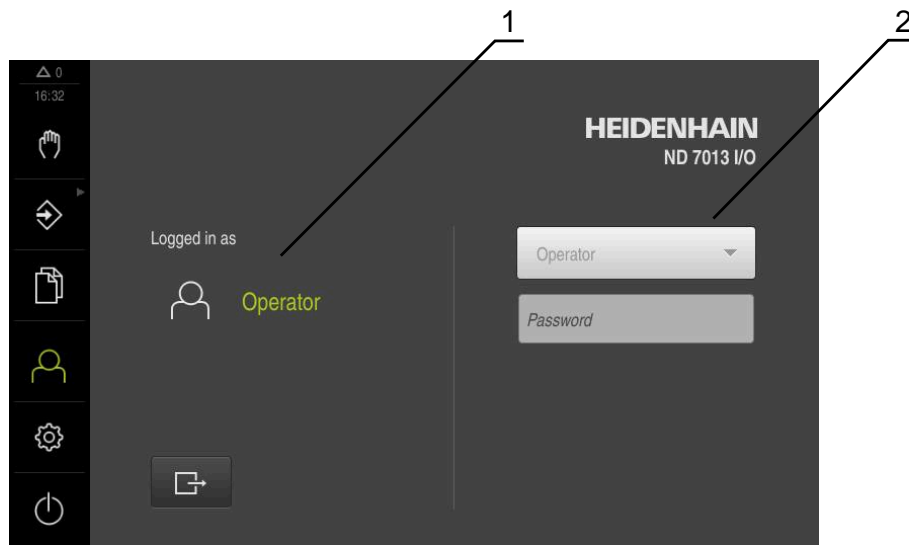 1
2
△ 0
16:32
HEIDENHAIN
ND 7013 I/O
Logged in as
Operator
Operator
Password